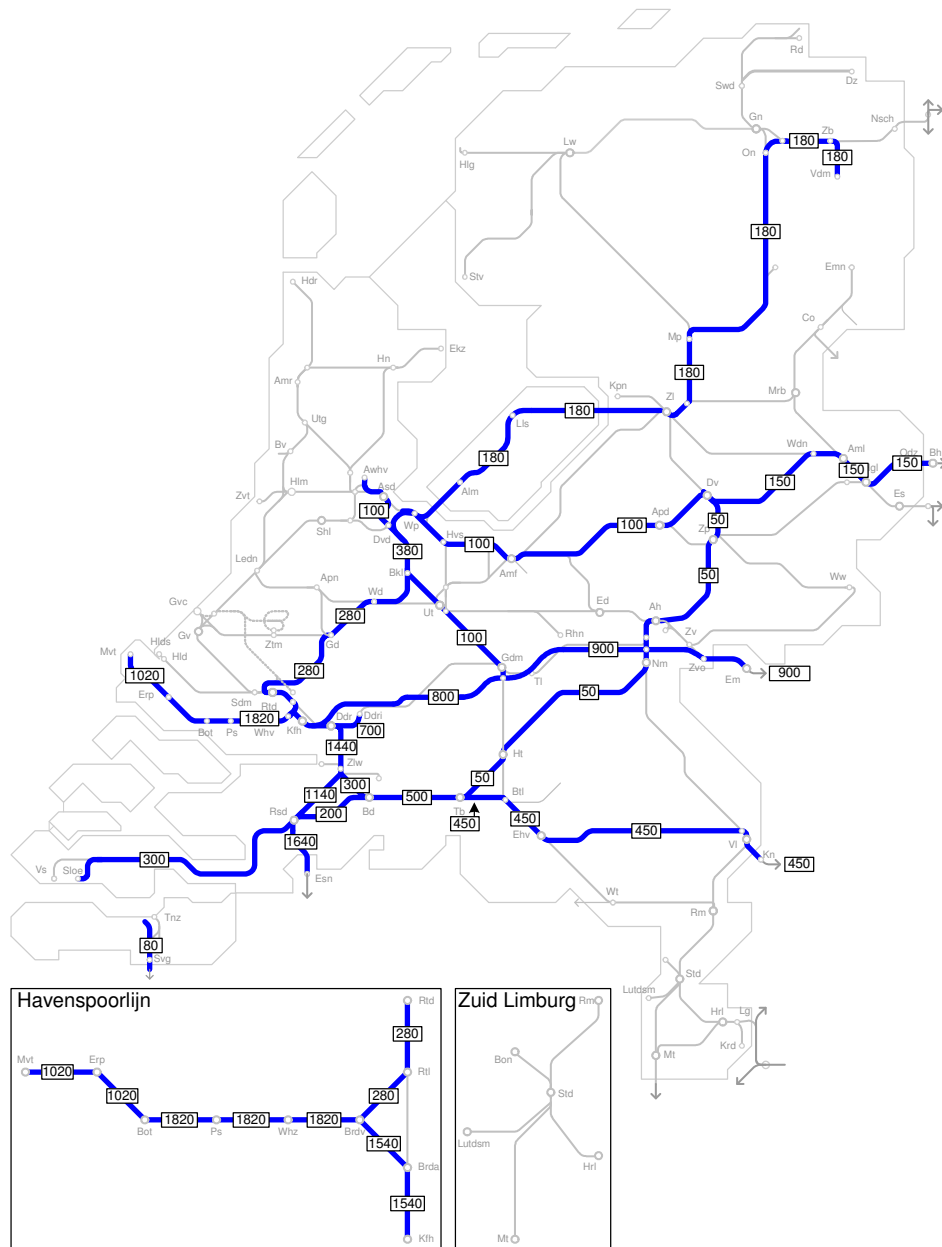 Rd
Swd
Dz
Nsch
Gn
Zb
180
On
180
Vdm
Lw
Hlg
180
Stv
Emn
Hdr
Co
Mp
Ekz
Hn
180
Amr
Kpn
Zl
Mrb
Utg
Lls
180
Bv
Wdn
Aml
Odz
Bh
180
150
gl
150
Awhv
Zvt
Hlm
Asd
Alm
Dv
150
Es
100
Wp
Apd
50
Shl
Dvd
Hvs
100
Zp
100
380
Amf
Ledn
Bkl
50
Apn
Wd
Ww
Gvc
Ut
Ed
280
Ah
Gv
Ztm
Gd
100
Rhn
Zv
Hlds
900
Mvt
Hld
Gdm
Nm
Zvo
1020
280
Tl
Em
900
Erp
Sdm
Rtd
800
50
Bot
Ps
1820
Whv
Kfh
Ddr
Ddri
700
1440
Ht
Zlw
300
50
1140
Btl
Rsd
200
Bd
500
Tb
450
450
Ehv
1640
450
Vl
Kn
450
Vs
Sloe
300
Esn
Wt
Rm
Tnz
80
Svg
Std
Lutdsm
Hrl
Lg
Krd
Mt
Havenspoorlijn
Rtd
280
Mvt
1020
Erp
Rtl
1020
280
1820
1820
1820
Bot
Ps
Whz
Brdv
1540
Brda
1540
Kfh
Zuid Limburg
Rm
Bon
Std
Lutdsm
Hrl
Mt